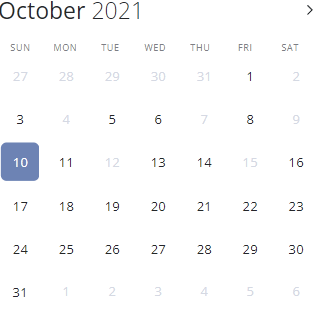 October 2021
SUN MON TUE WED THU FRI SAT
27 28 29 30 31 1 2
3 4 5 6 7 8 9
10 11 12 13 14 15 16
17 18 19 20 21 22 23
24 25 26 27 28 29 30
31 1 2 3 4 5 6